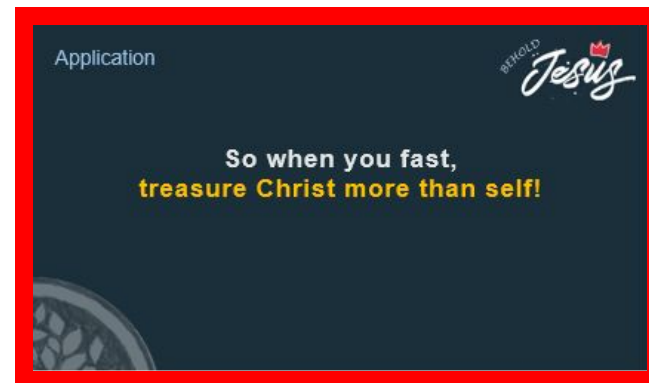 Application
BEHOLD
Jesus
So when you fast,
treasure Christ more than self!